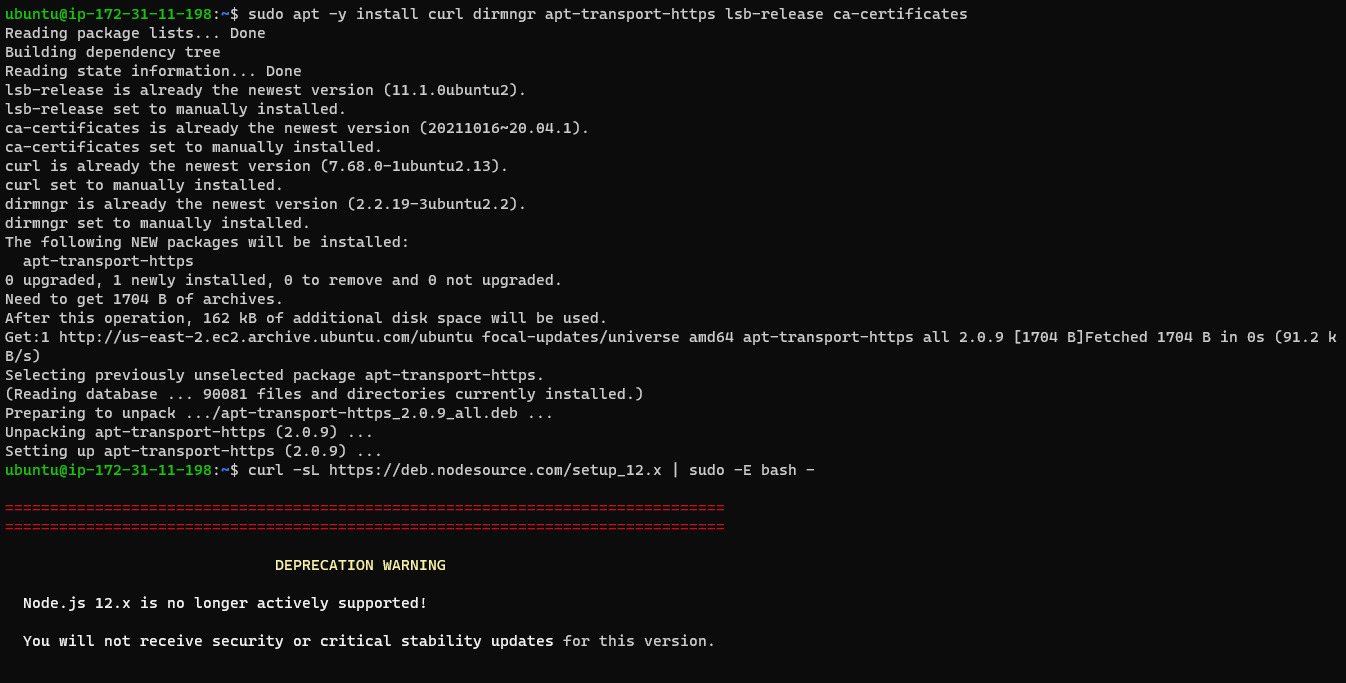 ubuntu@ip-172-31-11-198:~$ sudo apt -y install curl dirmngr apt-transport-https lsb-release ca-certificates
Reading package lists... Done
Building dependency tree
Reading state information... Done
lsb-release is already the newest version (11.1.0ubuntu2).
lsb-release set to manually installed.
ca-certificates is already the newest version (20211016~20.04.1).
ca-certificates set to manually installed.
curl is already the newest version (7.68.0-1ubuntu2.13).
curl set to manually installed.
dirmngr is already the newest version (2.2.19-3ubuntu2.2).
dirmngr set to manually installed.
The following NEW packages will be installed:
  apt-transport-https
0 upgraded, 1 newly installed, 0 to remove and 0 not upgraded.
Need to get 1704 B of archives.
After this operation, 162 kB of additional disk space will be used.
Get:1 http://us-east-2.ec2.archive.ubuntu.com/ubuntu focal-updates/universe amd64 apt-transport-https all 2.0.9 [1704 B]Fetched 1704 B in 0s (91.2 k
B/s)
Selecting previously unselected package apt-transport-https.
(Reading database ... 90081 files and directories currently installed.)
Preparing to unpack .../apt-transport-https_2.0.9_all.deb ...
Unpacking apt-transport-https (2.0.9) ...
Setting up apt-transport-https (2.0.9) ...
ubuntu@ip-172-31-11-198:~$ curl -sL https://deb.nodesource.com/setup_12.x | sudo -E bash -
================================================================================
================================================================================
DEPRECATION WARNING
Node.js 12.x is no longer actively supported!
You will not receive security or critical stability updates for this version.